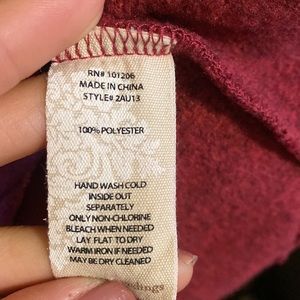 RN# 101206
MADE IN CHINA
STYLE# 2AU13
100% POLYESTER
HAND WASH COLD
INSIDE OUT
SEPARATELY
ONLY NON-CHLORINE
BLEACH WHEN NEEDED
LAY FLAT TO DRY
WARM IRON IF NEEDED
MAY BE DRY CLEANED